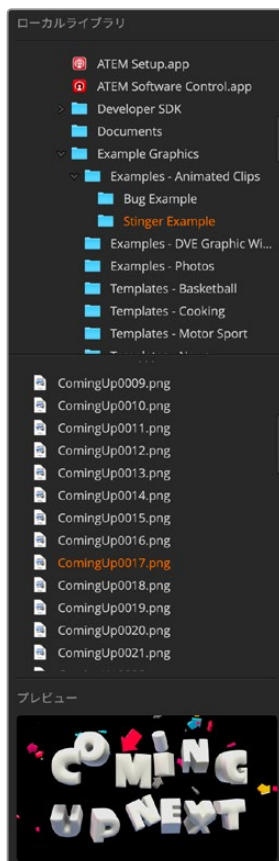 ローカルライブラリ
ATEM Setup.app
ATEM Software Control.app
Developer SDK
Documents
Example Graphics
Examples - Animated Clips
Bug Example
Stinger Example
Examples - DVE Graphic Wi...
Examples - Photos
Templates - Basketball
Templates - Cooking
Templates - Motor Sport
ComingUp0009.png
ComingUp0010.png
ComingUp0011.png
ComingUp0012.png
ComingUp0013.png
ComingUp0014.png
ComingUp0015.png
ComingUp0016.png
ComingUp0017.png
ComingUp0018.png
ComingUp0019.png
ComingUp0020.png
ComingUp0021.png
プレビュー
COMiNG
UP NEXT